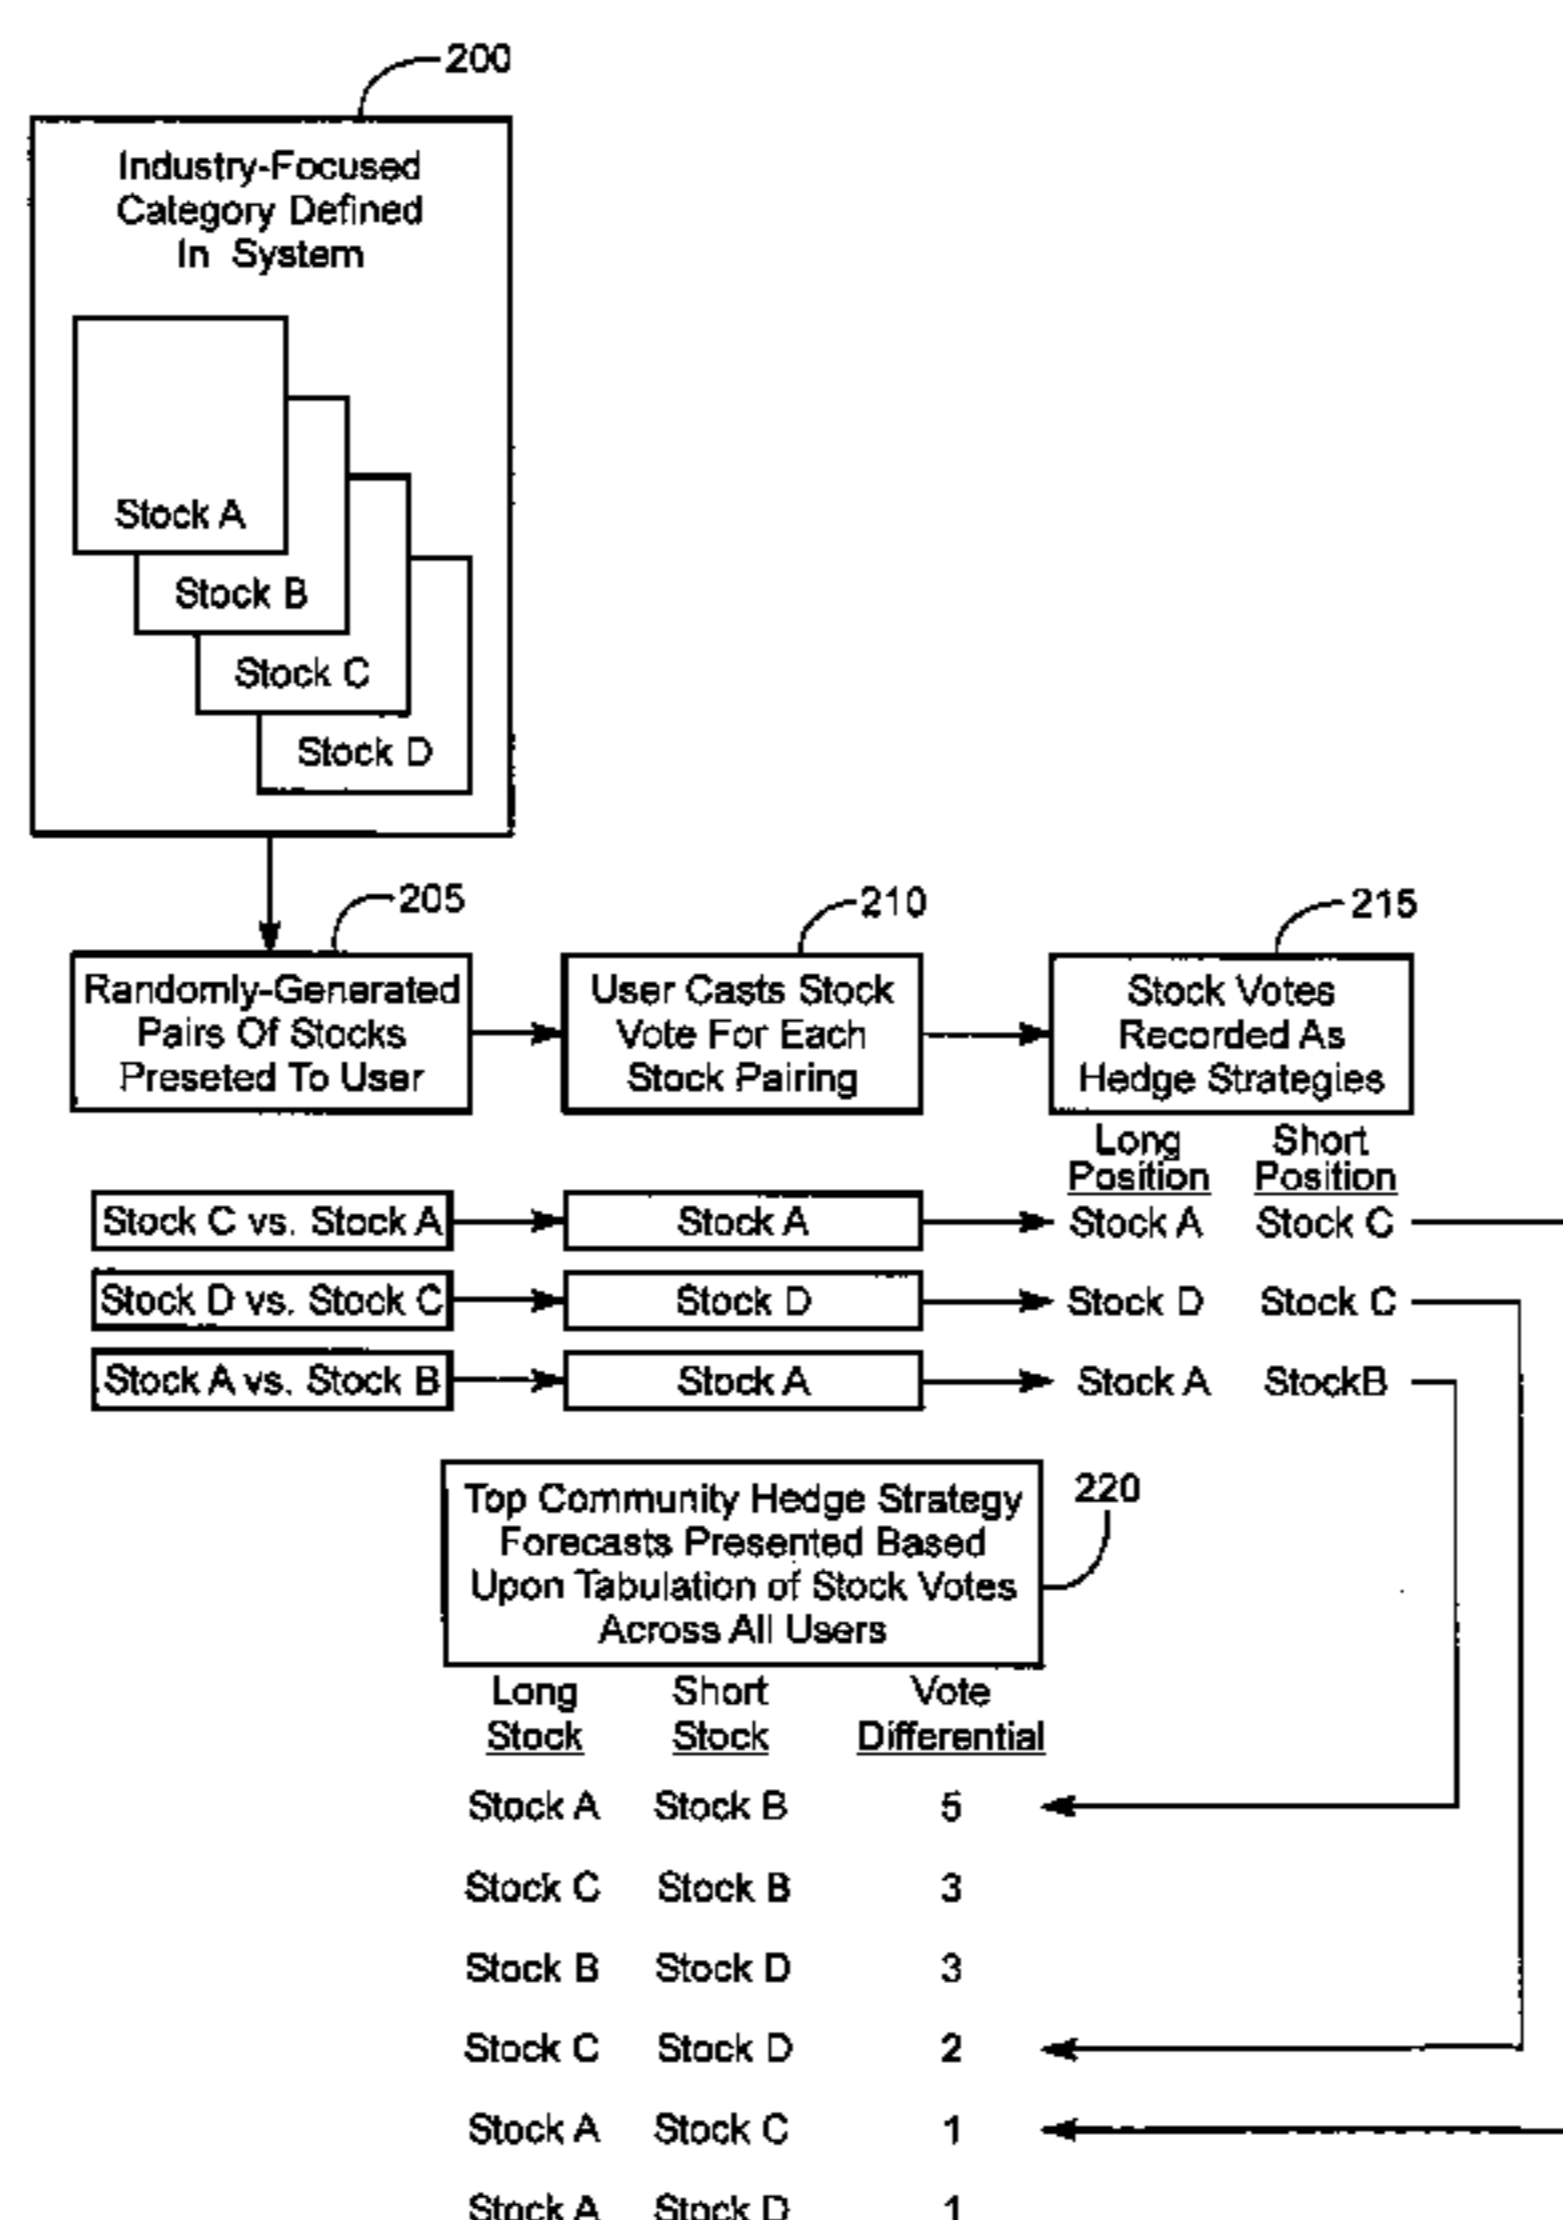 200
Industry-Focused
Category Defined
In System
Stock A
Stock B
Stock C
Stock D
205
210
215
Randomly-Generated
Pairs Of Stocks
Preseted To User
User Casts Stock
Vote For Each
Stock Pairing
Stock Votes
Recorded As
Hedge Strategies
Long Short
Position Position
Stock C vs. Stock A Stock A Stock A Stock C
Stock D vs. Stock C Stock D Stock D Stock C
Stock A vs. Stock B Stock A Stock A StockB
Top Community Hedge Strategy
Forecasts Presented Based
Upon Tabulation of Stock Votes
Across All Users
220
Long Short Vote
Stock Stock Differential
Stock A Stock B 5
Stock C Stock B 3
Stock B Stock D 3
Stock C Stock D 2
Stock A Stock C 1
Stock A Stock D 1